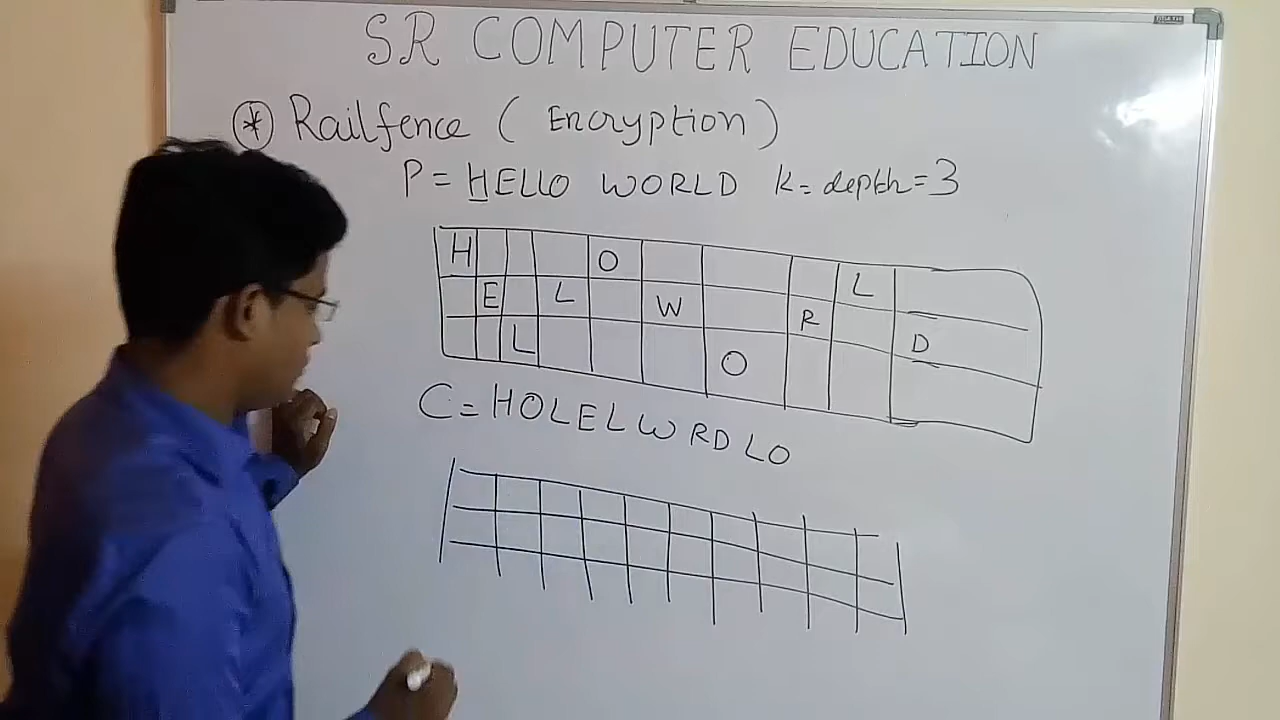 SR COMPUTER EDUCATION
* Railfence ( Encryption )
P = HELLO WORLD K = depth = 3
H O L
E L W R D
L O
C = HOLELWRDLO